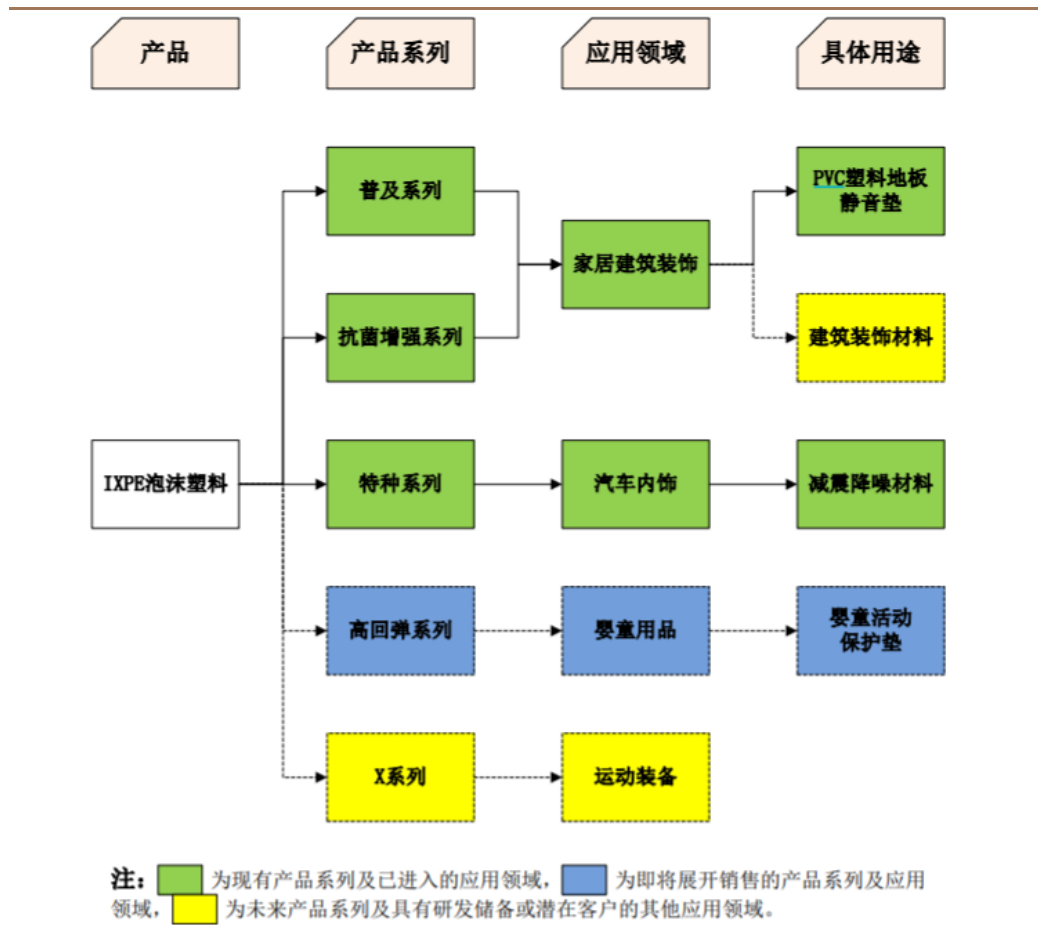 产品
产品系列
应用领域
具体用途
普及系列
PVC塑料地板
静音垫
家居建筑装饰
抗菌增强系列
建筑装饰材料
IXPE泡沫塑料
特种系列
汽车内饰
减震降噪材料
高回弹系列
婴童用品
婴童活动
保护垫
X系列
运动装备
注： 为现有产品系列及已进入的应用领域， 为即将展开销售的产品系列及应用
领域， 为未来产品系列及具有研发储备或潜在客户的其他应用领域。